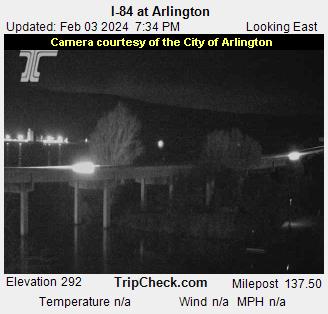 I-84 at Arlington
Updated: Feb 03 2024 7:34 PM Looking East
Camera courtesy of the City of Arlington
Elevation 292 TripCheck.com Milepost 137.50
Temperature n/a Wind n/a MPH n/a